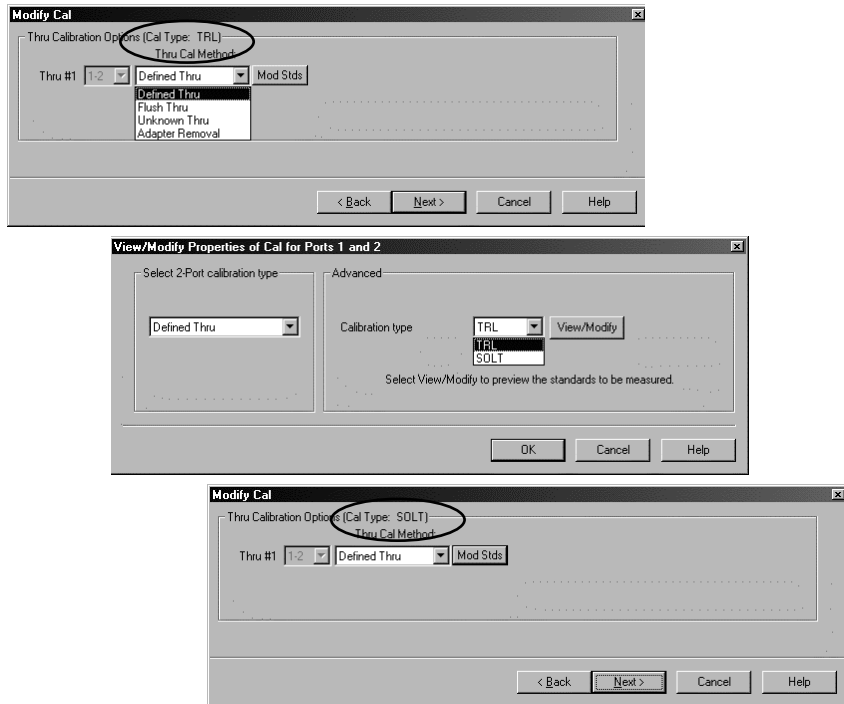 Modify Cal
Thru Calibration Options (Cal Type: TRL)
Thru Cal Method:
Thru #1 1-2 Defined Thru Mod Stds
Defined Thru
Flush Thru
Unknown Thru
Adapter Removal
< Back Next > Cancel Help
View/Modify Properties of Cal for Ports 1 and 2
Select 2-Port calibration type
Advanced
Defined Thru
Calibration type TRL View/Modify
TRL
SOLT
Select View/Modify to preview the standards to be measured.
OK Cancel Help
Modify Cal
Thru Calibration Options (Cal Type: SOLT)
Thru Cal Method:
Thru #1 1-2 Defined Thru Mod Stds
< Back Next > Cancel Help